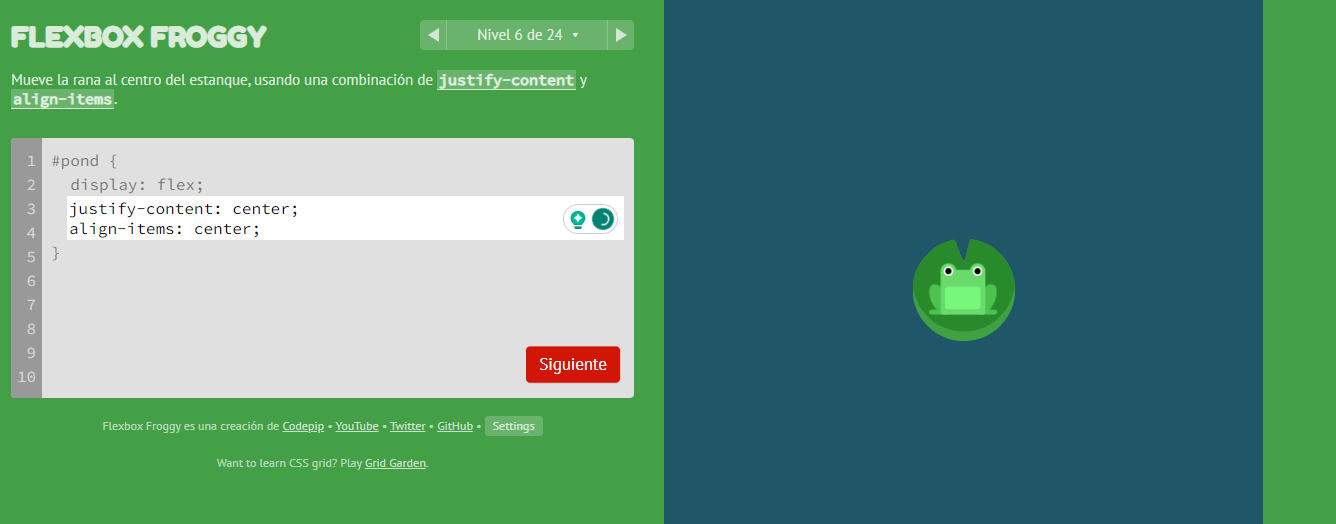 FLEXBOX FROGGY
Nivel 6 de 24
Mueve la rana al centro del estanque, usando una combinación de justify-content y
align-items.
1 #pond {
2 display: flex;
3 justify-content: center;
4 align-items: center;
5 }
6
7
8
9
10
Siguiente
Flexbox Froggy es una creación de Codepip • YouTube • Twitter • GitHub • Settings
Want to learn CSS grid? Play Grid Garden.